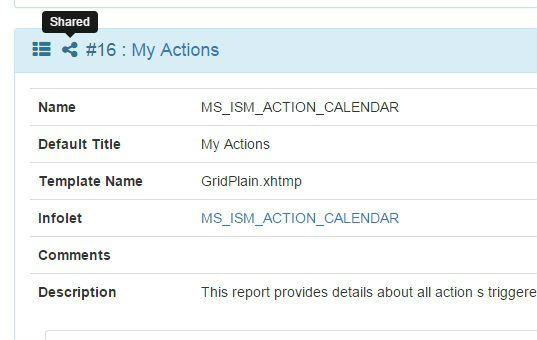 Shared
#16 : My Actions
Name MS_ISM_ACTION_CALENDAR
Default Title My Actions
Template Name GridPlain.xhtmp
Infolet MS_ISM_ACTION_CALENDAR
Comments
Description This report provides details about all action s triggere